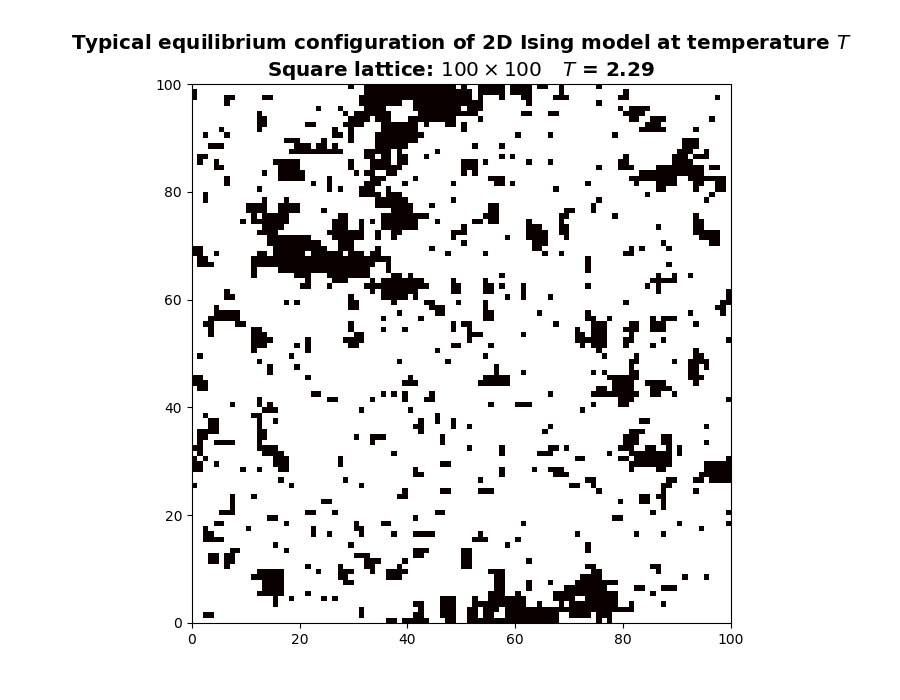 Typical equilibrium configuration of 2D Ising model at temperature T
Square lattice: 100 × 100 T = 2.29
100
80
60
40
20
0
0 20 40 60 80 100